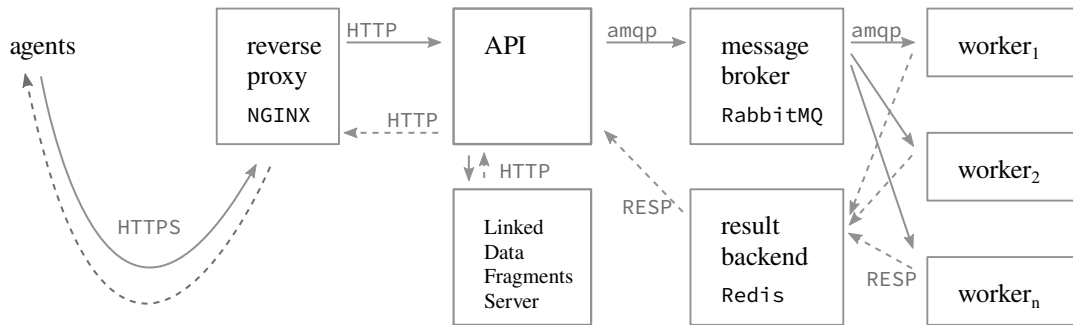 agents
HTTPS
reverse
proxy
NGINX
HTTP
HTTP
API
HTTP
Linked
Data
Fragments
Server
amqp
RESP
message
broker
RabbitMQ
result
backend
Redis
amqp
RESP
worker₁
worker₂
workerₙ